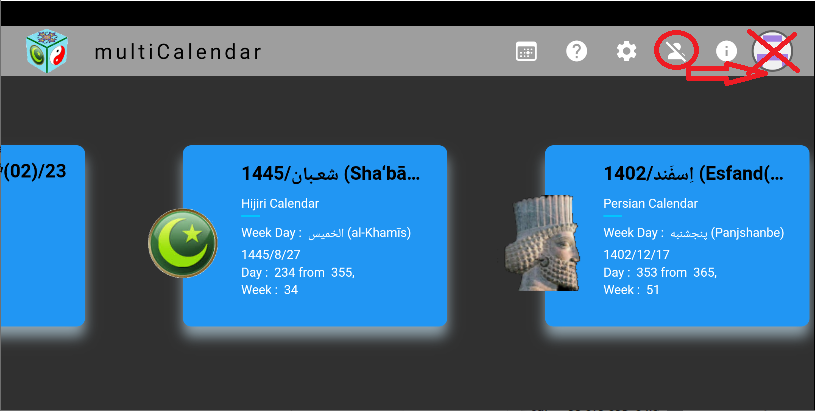 multiCalendar
(02)/23
1445/شعبان (Sha‘bā...
Hijiri Calendar
Week Day : الخميس (al-Khamīs)
1445/8/27
Day : 234 from 355,
Week : 34
1402/اِسفَند (Esfand(...
Persian Calendar
Week Day : پنجشنبه (Panjshanbe)
1402/12/17
Day : 353 from 365,
Week : 51